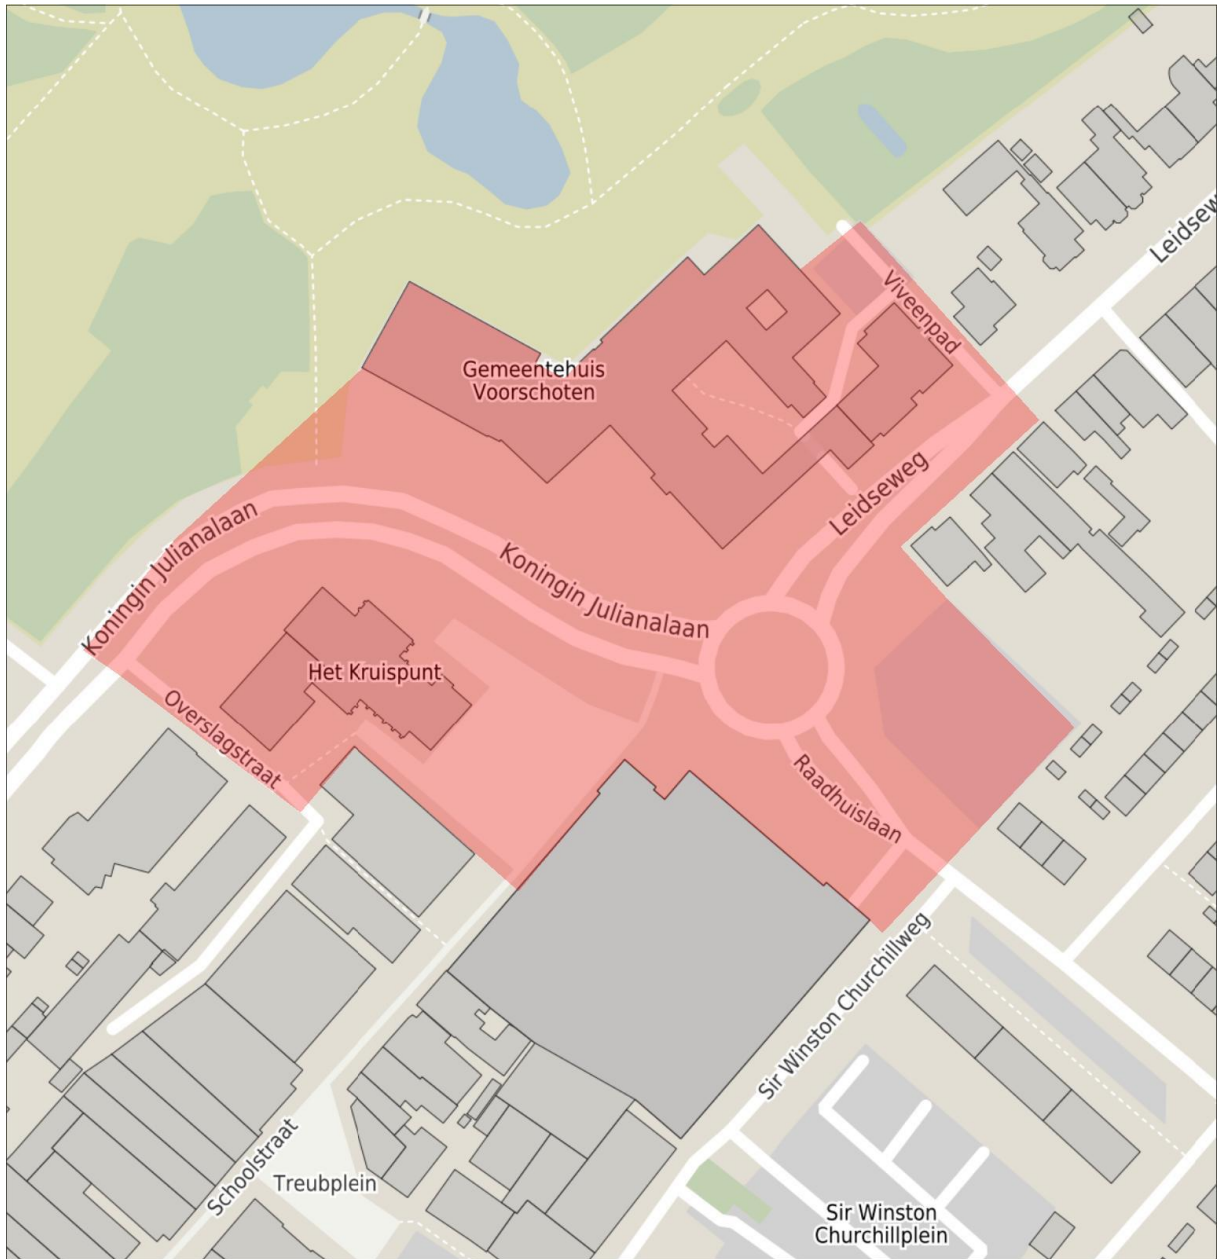 Leidsew
Viveenpad
Gemeentehuis
Voorschoten
Leidseweg
Koningin Julianalaan
Koningin Julianalaan
Het Kruispunt
Overslagstraat
Raadhuislaan
Sir Winston Churchillweg
Schoolstraat
Treubplein
Sir Winston
Churchillplein